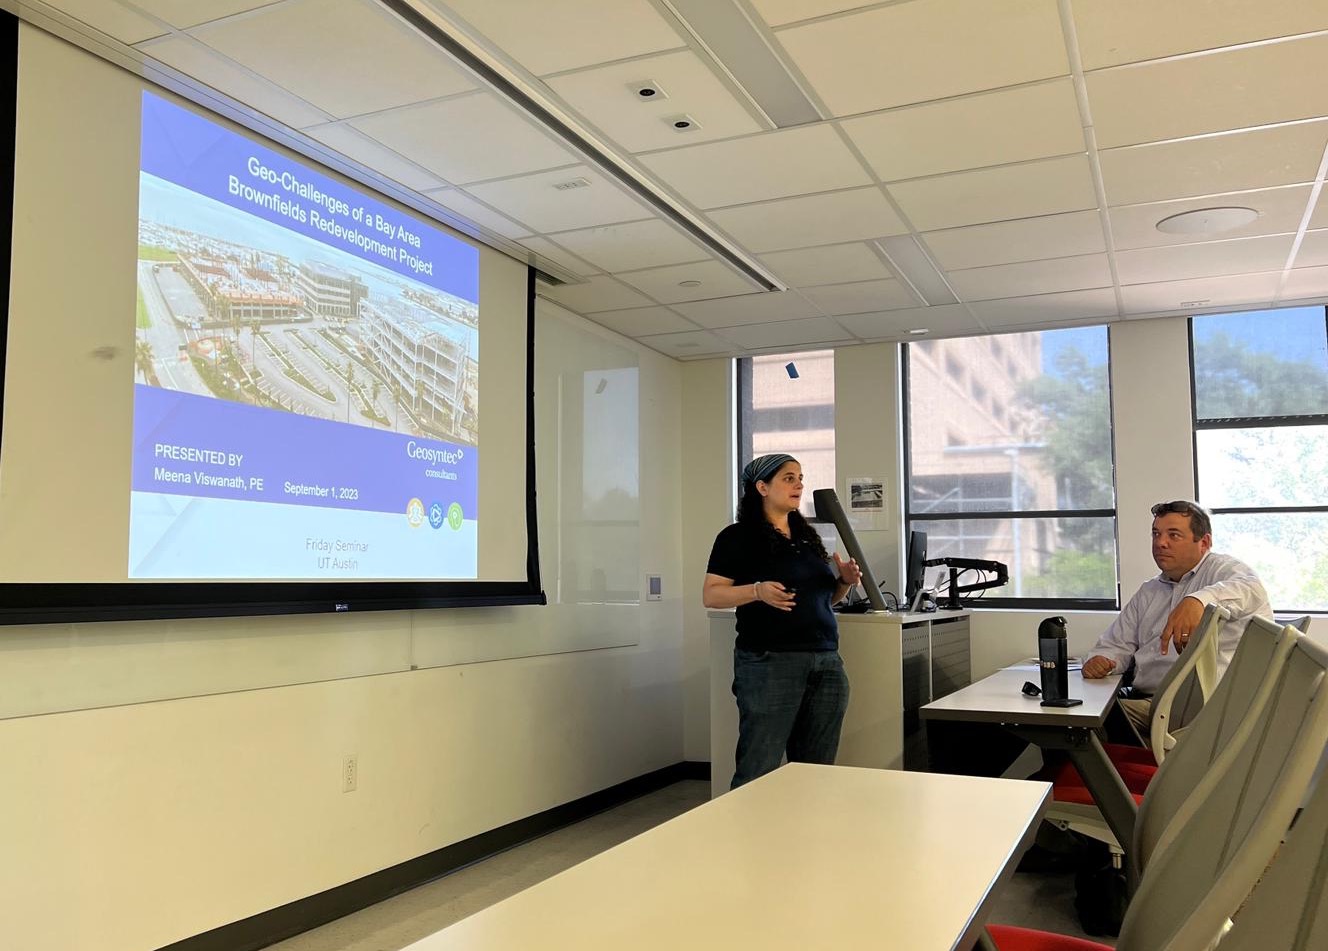 Geo-Challenges of a Bay Area
Brownfields Redevelopment Project
PRESENTED BY
Meena Viswanath, PE
September 1, 2023
Geosyntec
consultants
Friday Seminar
UT Austin